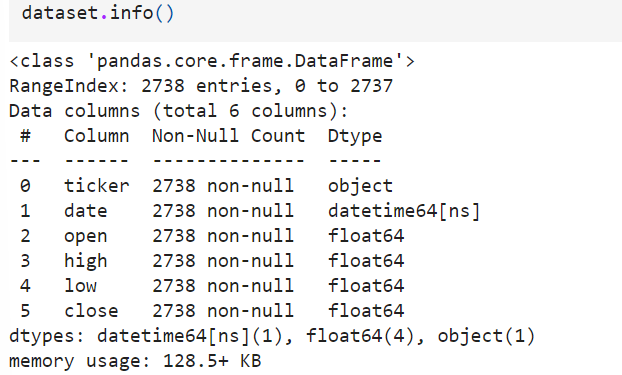 dataset.info()
<class 'pandas.core.frame.DataFrame'>
RangeIndex: 2738 entries, 0 to 2737
Data columns (total 6 columns):
 #   Column  Non-Null Count  Dtype
---  ------  --------------  -----
 0   ticker  2738 non-null   object
 1   date    2738 non-null   datetime64[ns]
 2   open    2738 non-null   float64
 3   high    2738 non-null   float64
 4   low     2738 non-null   float64
 5   close   2738 non-null   float64
dtypes: datetime64[ns](1), float64(4), object(1)
memory usage: 128.5+ KB